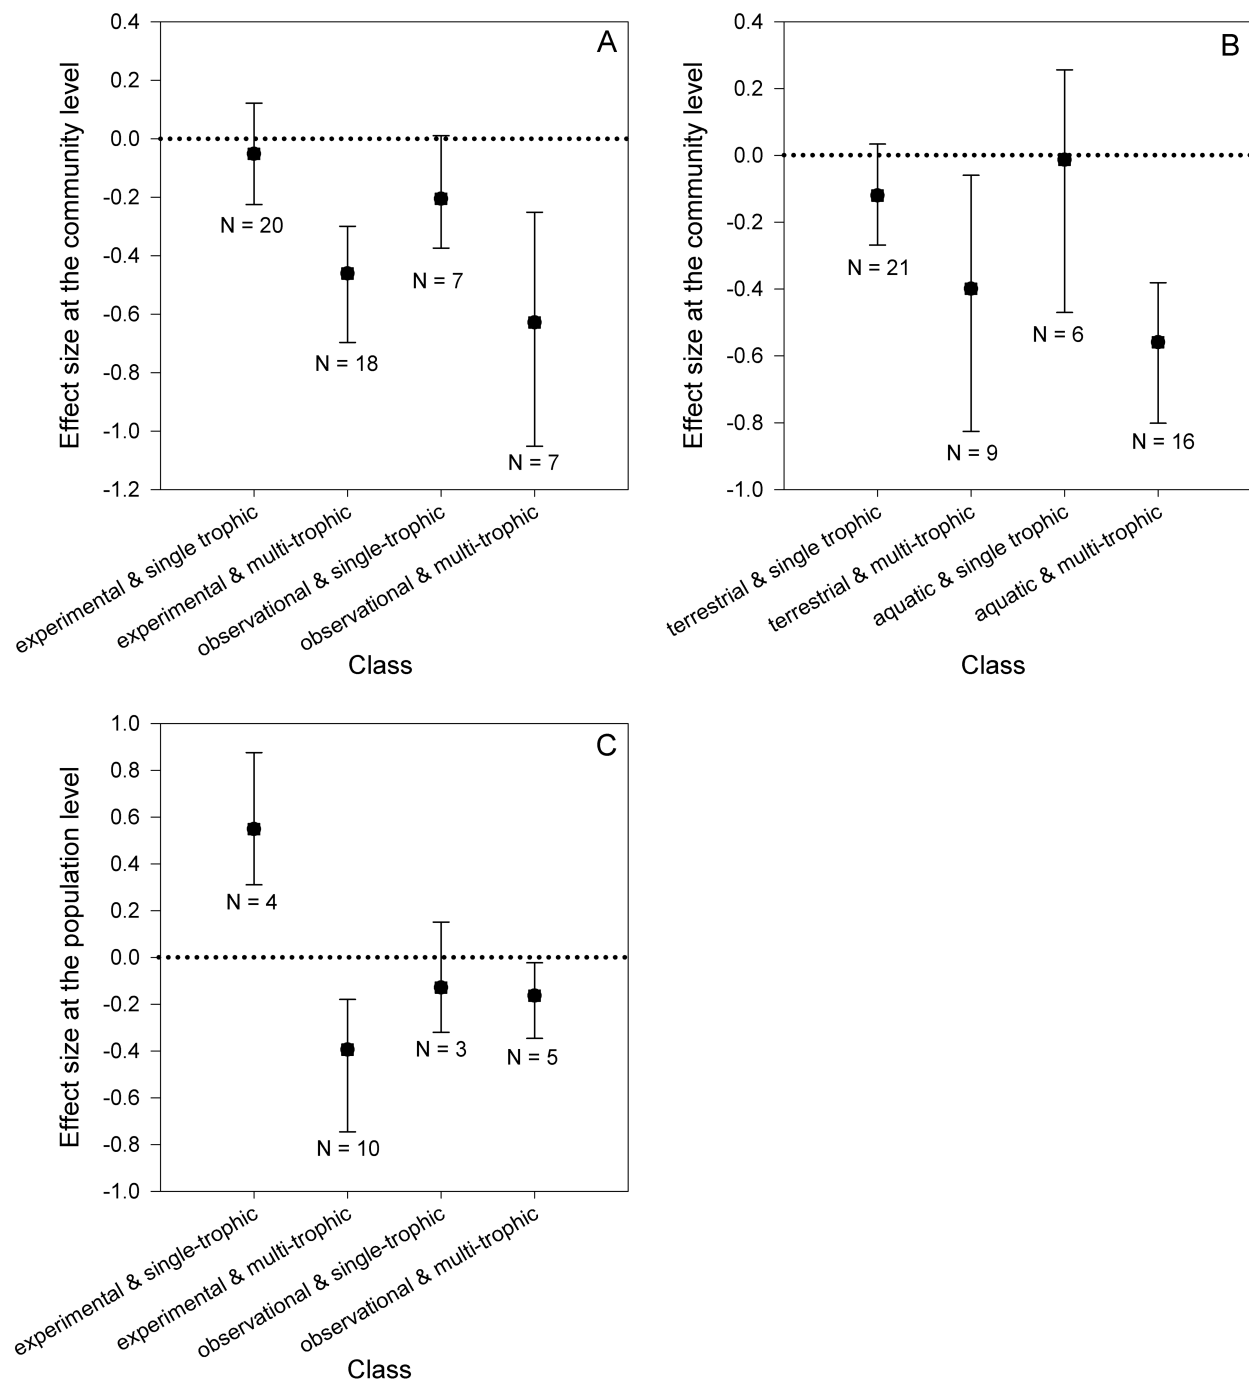 A
Effect size at the community level
0.4
0.2
0.0
-0.2
-0.4
-0.6
-0.8
-1.0
-1.2
N = 20
N = 18
N = 7
N = 7
experimental & single trophic
experimental & multi-trophic
observational & single-trophic
observational & multi-trophic
Class
B
Effect size at the community level
0.4
0.2
0.0
-0.2
-0.4
-0.6
-0.8
-1.0
N = 21
N = 9
N = 6
N = 16
terrestrial & single trophic
terrestrial & multi-trophic
aquatic & single trophic
aquatic & multi-trophic
Class
C
Effect size at the population level
1.0
0.8
0.6
0.4
0.2
0.0
-0.2
-0.4
-0.6
-0.8
-1.0
N = 4
N = 10
N = 3
N = 5
experimental & single-trophic
experimental & multi-trophic
observational & single-trophic
observational & multi-trophic
Class